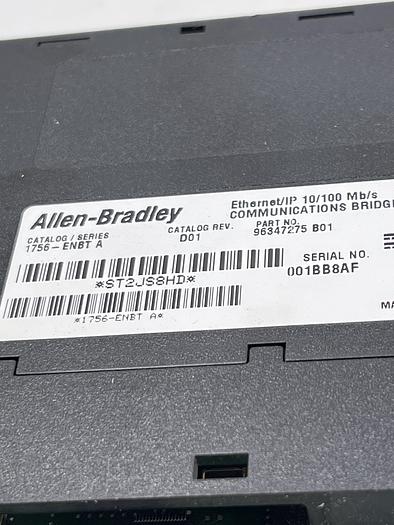 Allen-Bradley
Ethernet/IP 10/100 Mb/s
COMMUNICATIONS BRIDGE
CATALOG / SERIES
1756-ENBT A
CATALOG REV.
D01
PART NO.
96347275 B01
SERIAL NO.
001BB8AF
*ST2JS8HD*
*1756-ENBT A*